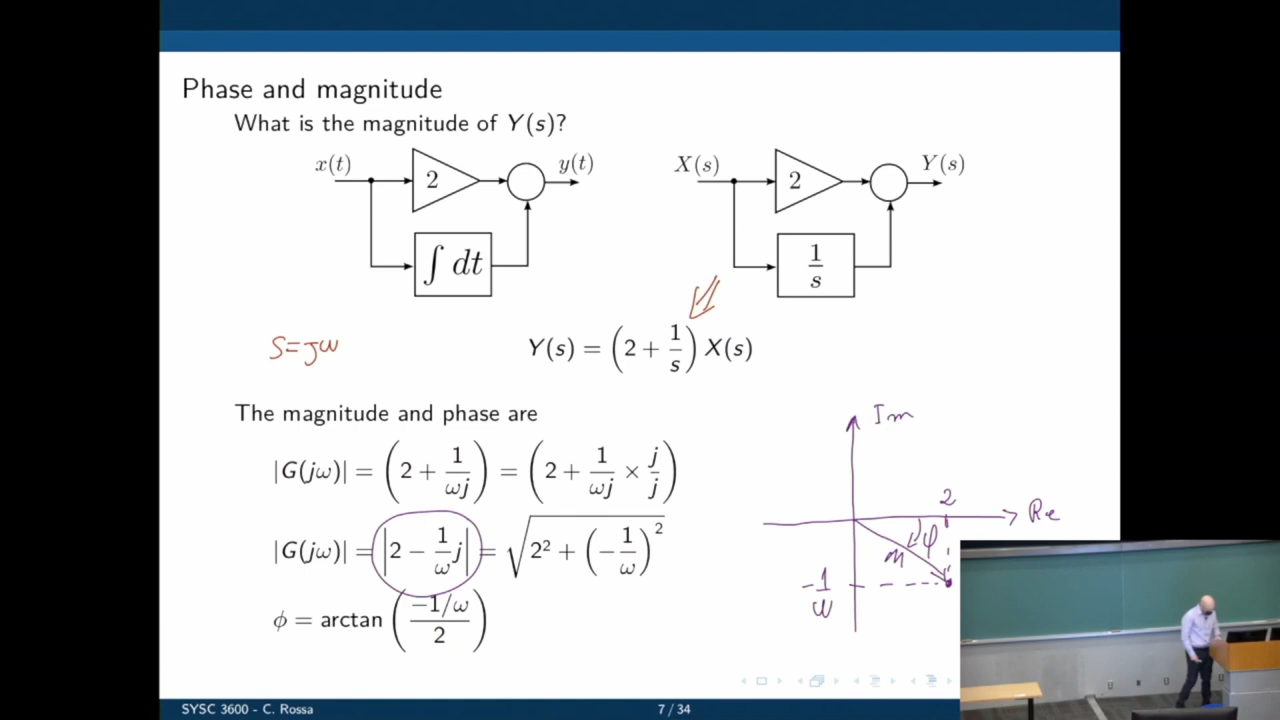 Phase and magnitude
What is the magnitude of Y(s)?
x(t) 2 y(t)
∫ dt
X(s) 2 Y(s)
1/s
S=jω
Y(s) = (2 + 1/s) X(s)
The magnitude and phase are
|G(jω)| = (2 + 1/ωj) = (2 + 1/ωj × j/j)
|G(jω)| = |2 − 1/ω j| = √(2² + (−1/ω)²)
ϕ = arctan ((−1/ω)/2)
Im
2
Re
φ
M
-1/ω
SYSC 3600 - C. Rossa
7 / 34